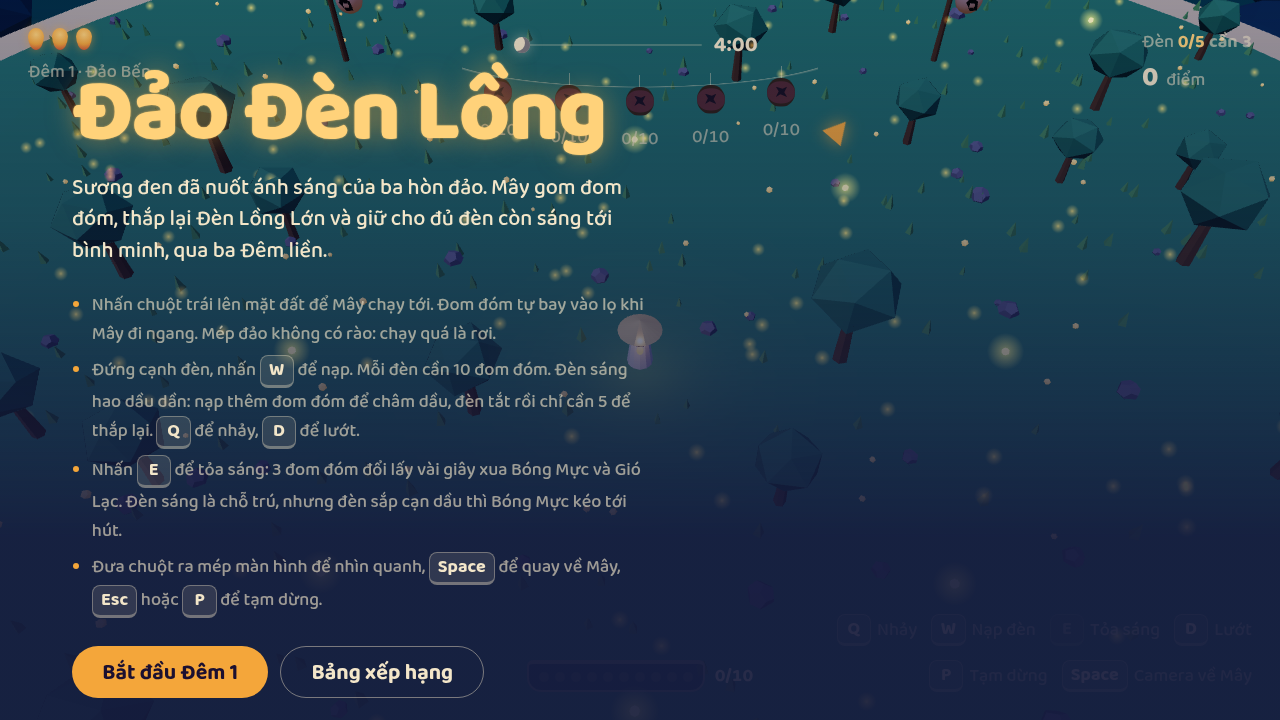 4:00
Đèn 0/5 cần 3
Đêm 1 · Đảo Bến
0 điểm
Đảo Đèn Lồng
0/10 0/10 0/10 0/10
Sương đen đã nuốt ánh sáng của ba hòn đảo. Mây gom đom
đóm, thắp lại Đèn Lồng Lớn và giữ cho đủ đèn còn sáng tới
bình minh, qua ba Đêm liền.
Nhấn chuột trái lên mặt đất để Mây chạy tới. Đom đóm tự bay vào lọ khi
Mây đi ngang. Mép đảo không có rào: chạy quá là rơi.
Đứng cạnh đèn, nhấn W để nạp. Mỗi đèn cần 10 đom đóm. Đèn sáng
hao dầu dần: nạp thêm đom đóm để châm dầu, đèn tắt rồi chỉ cần 5 để
thắp lại. Q để nhảy, D để lướt.
Nhấn E để tỏa sáng: 3 đom đóm đổi lấy vài giây xua Bóng Mực và Gió
Lạc. Đèn sáng là chỗ trú, nhưng đèn sắp cạn dầu thì Bóng Mực kéo tới
hút.
Đưa chuột ra mép màn hình để nhìn quanh, Space để quay về Mây,
Esc hoặc P để tạm dừng.
Q Nhảy W Nạp đèn E Tỏa sáng D Lướt
Bắt đầu Đêm 1 Bảng xếp hạng
0/10
P Tạm dừng Space Camera về Mây